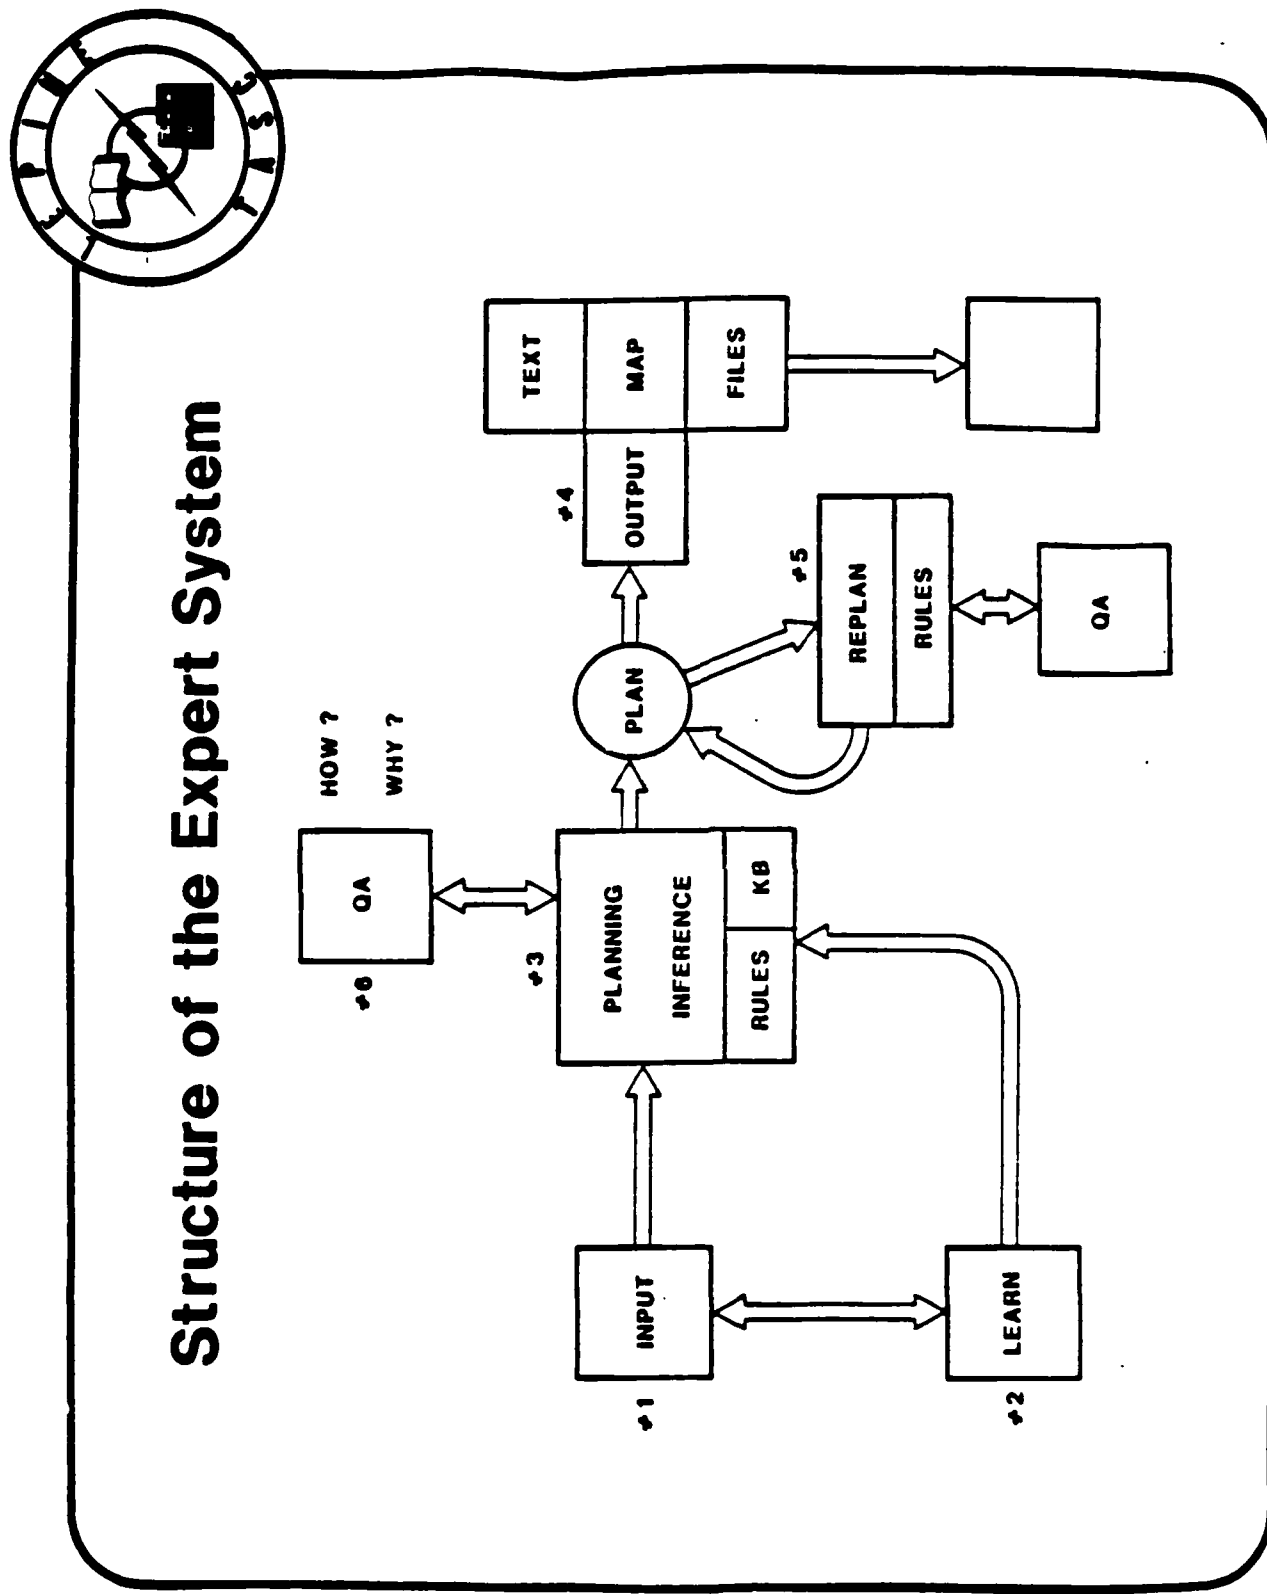 Structure of the Expert System
HOW ?
#6
QA
WHY ?
#3
TEXT
#4
PLANNING
#1
INPUT
PLAN
OUTPUT
MAP
INFERENCE
FILES
RULES
KB
#5
REPLAN
RULES
#2
LEARN
QA